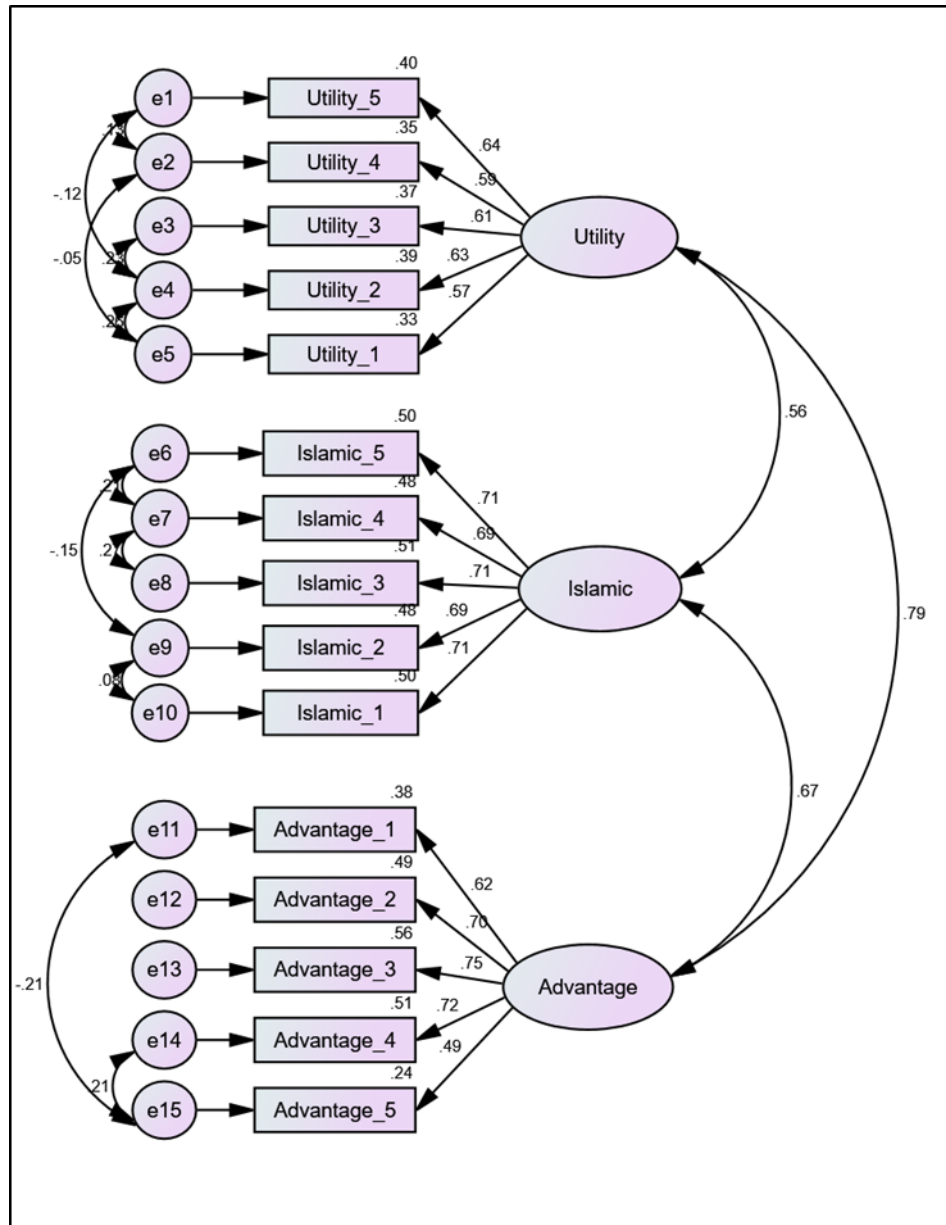 .40
e1
Utility_5
.64
.35
e2
Utility_4
.59
.37
-.12
e3
Utility_3
.61
Utility
-.05
.39
e4
Utility_2
.63
.57
.33
e5
Utility_1
.56
.50
e6
Islamic_5
.71
.48
e7
Islamic_4
.69
.51
-.15
e8
Islamic_3
.71
Islamic
.79
.48
e9
Islamic_2
.69
.71
.50
e10
Islamic_1
.67
.38
e11
Advantage_1
.62
.49
e12
Advantage_2
.70
.56
e13
Advantage_3
.75
Advantage
-.21
.51
e14
Advantage_4
.72
.49
.24
.21
e15
Advantage_5